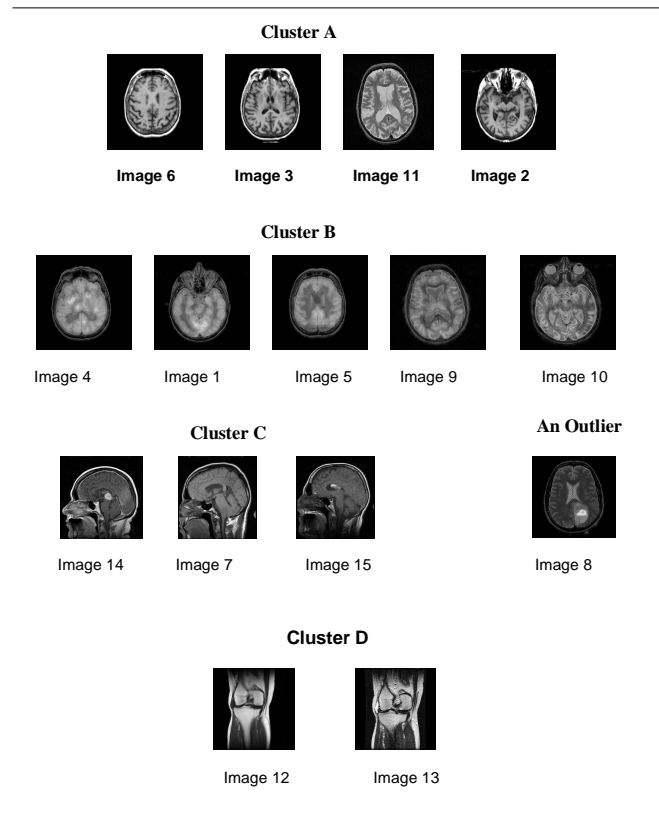 Cluster A
Image 6 Image 3 Image 11 Image 2
Cluster B
Image 4 Image 1 Image 5 Image 9 Image 10
Cluster C An Outlier
Image 14 Image 7 Image 15 Image 8
Cluster D
Image 12 Image 13